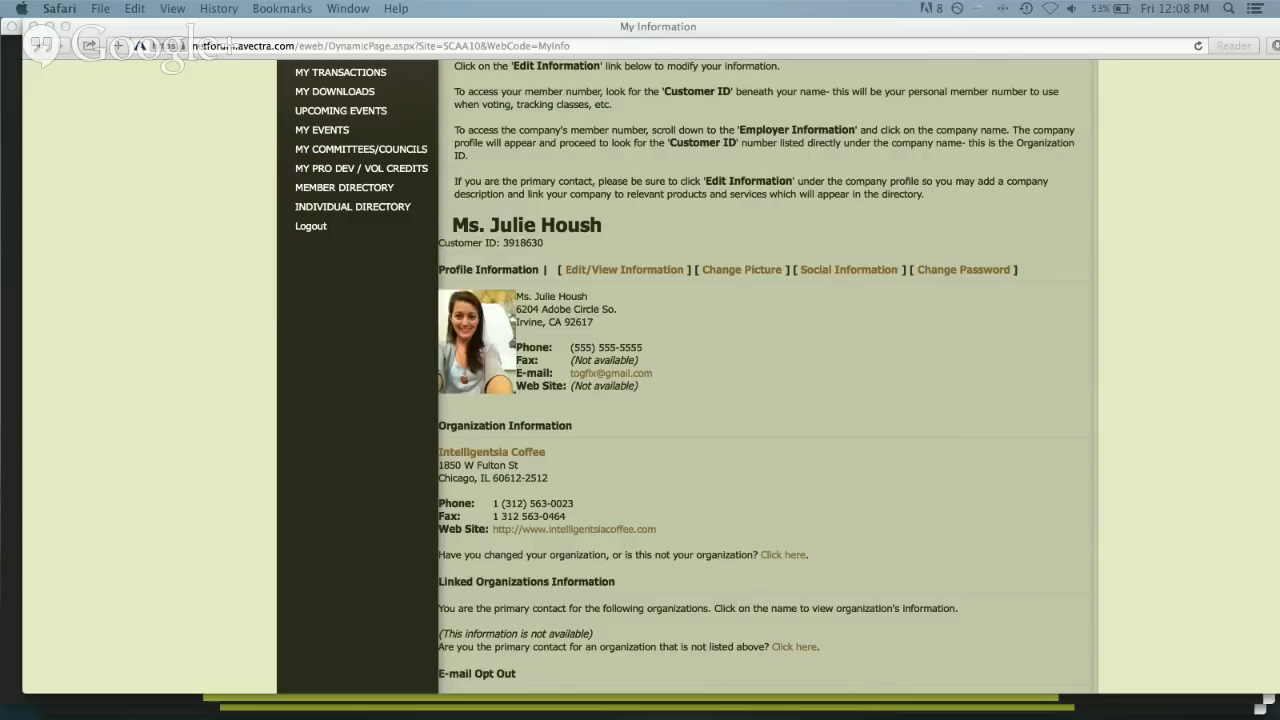 Safari File Edit View History Bookmarks Window Help
8 53% Fri 12:08 PM
My Information
Google+
https netforum.avectra.com/eweb/DynamicPage.aspx?Site=SCAA10&WebCode=MyInfo
Reader
MY TRANSACTIONS
MY DOWNLOADS
UPCOMING EVENTS
MY EVENTS
MY COMMITTEES/COUNCILS
MY PRO DEV / VOL CREDITS
MEMBER DIRECTORY
INDIVIDUAL DIRECTORY
Logout
Click on the 'Edit Information' link below to modify your information.
To access your member number, look for the 'Customer ID' beneath your name- this will be your personal member number to use
when voting, tracking classes, etc.
To access the company's member number, scroll down to the 'Employer Information' and click on the company name. The company
profile will appear and proceed to look for the 'Customer ID' number listed directly under the company name- this is the Organization
ID.
If you are the primary contact, please be sure to click 'Edit Information' under the company profile so you may add a company
description and link your company to relevant products and services which will appear in the directory.
Ms. Julie Housh
Customer ID: 3918630
Profile Information | [ Edit/View Information ] [ Change Picture ] [ Social Information ] [ Change Password ]
Ms. Julie Housh
6204 Adobe Circle So.
Irvine, CA 92617
Phone: (555) 555-5555
Fax: (Not available)
E-mail: togflx@gmail.com
Web Site: (Not available)
Organization Information
Intelligentsia Coffee
1850 W Fulton St
Chicago, IL 60612-2512
Phone: 1 (312) 563-0023
Fax: 1 312 563-0464
Web Site: http://www.intelligentsiacoffee.com
Have you changed your organization, or is this not your organization? Click here.
Linked Organizations Information
You are the primary contact for the following organizations. Click on the name to view organization's information.
(This information is not available)
Are you the primary contact for an organization that is not listed above? Click here.
E-mail Opt Out